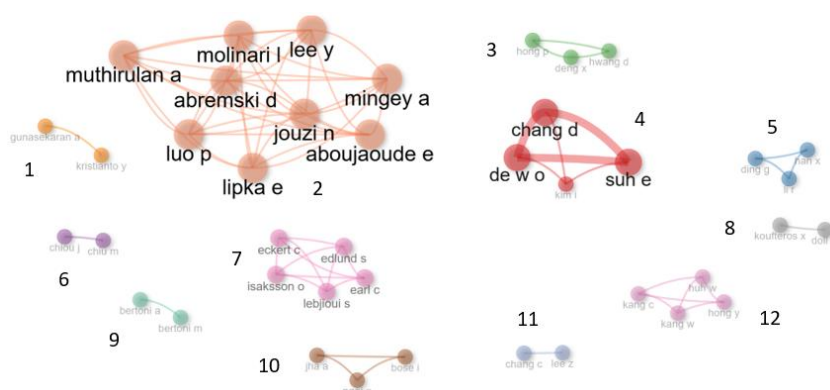 lee y
molinari l
hong p
hwang d
deng x
muthirulan a
3
abremski d
mingey a
4
5
gunasekaran a
jouzi n
chang d
ding g
kristianto y
luo p
aboujaoude e
de w o
suh e
kim i
1
lipka e
2
8
koufteros x
chiou j
chiu m
7
eckert c
edlund s
6
isaksson o
earl c
lebjioui s
huh w
kang c
hong y
kang w
12
bertoni a
bertoni m
9
11
10
jha a
bose i
chang c
lee z